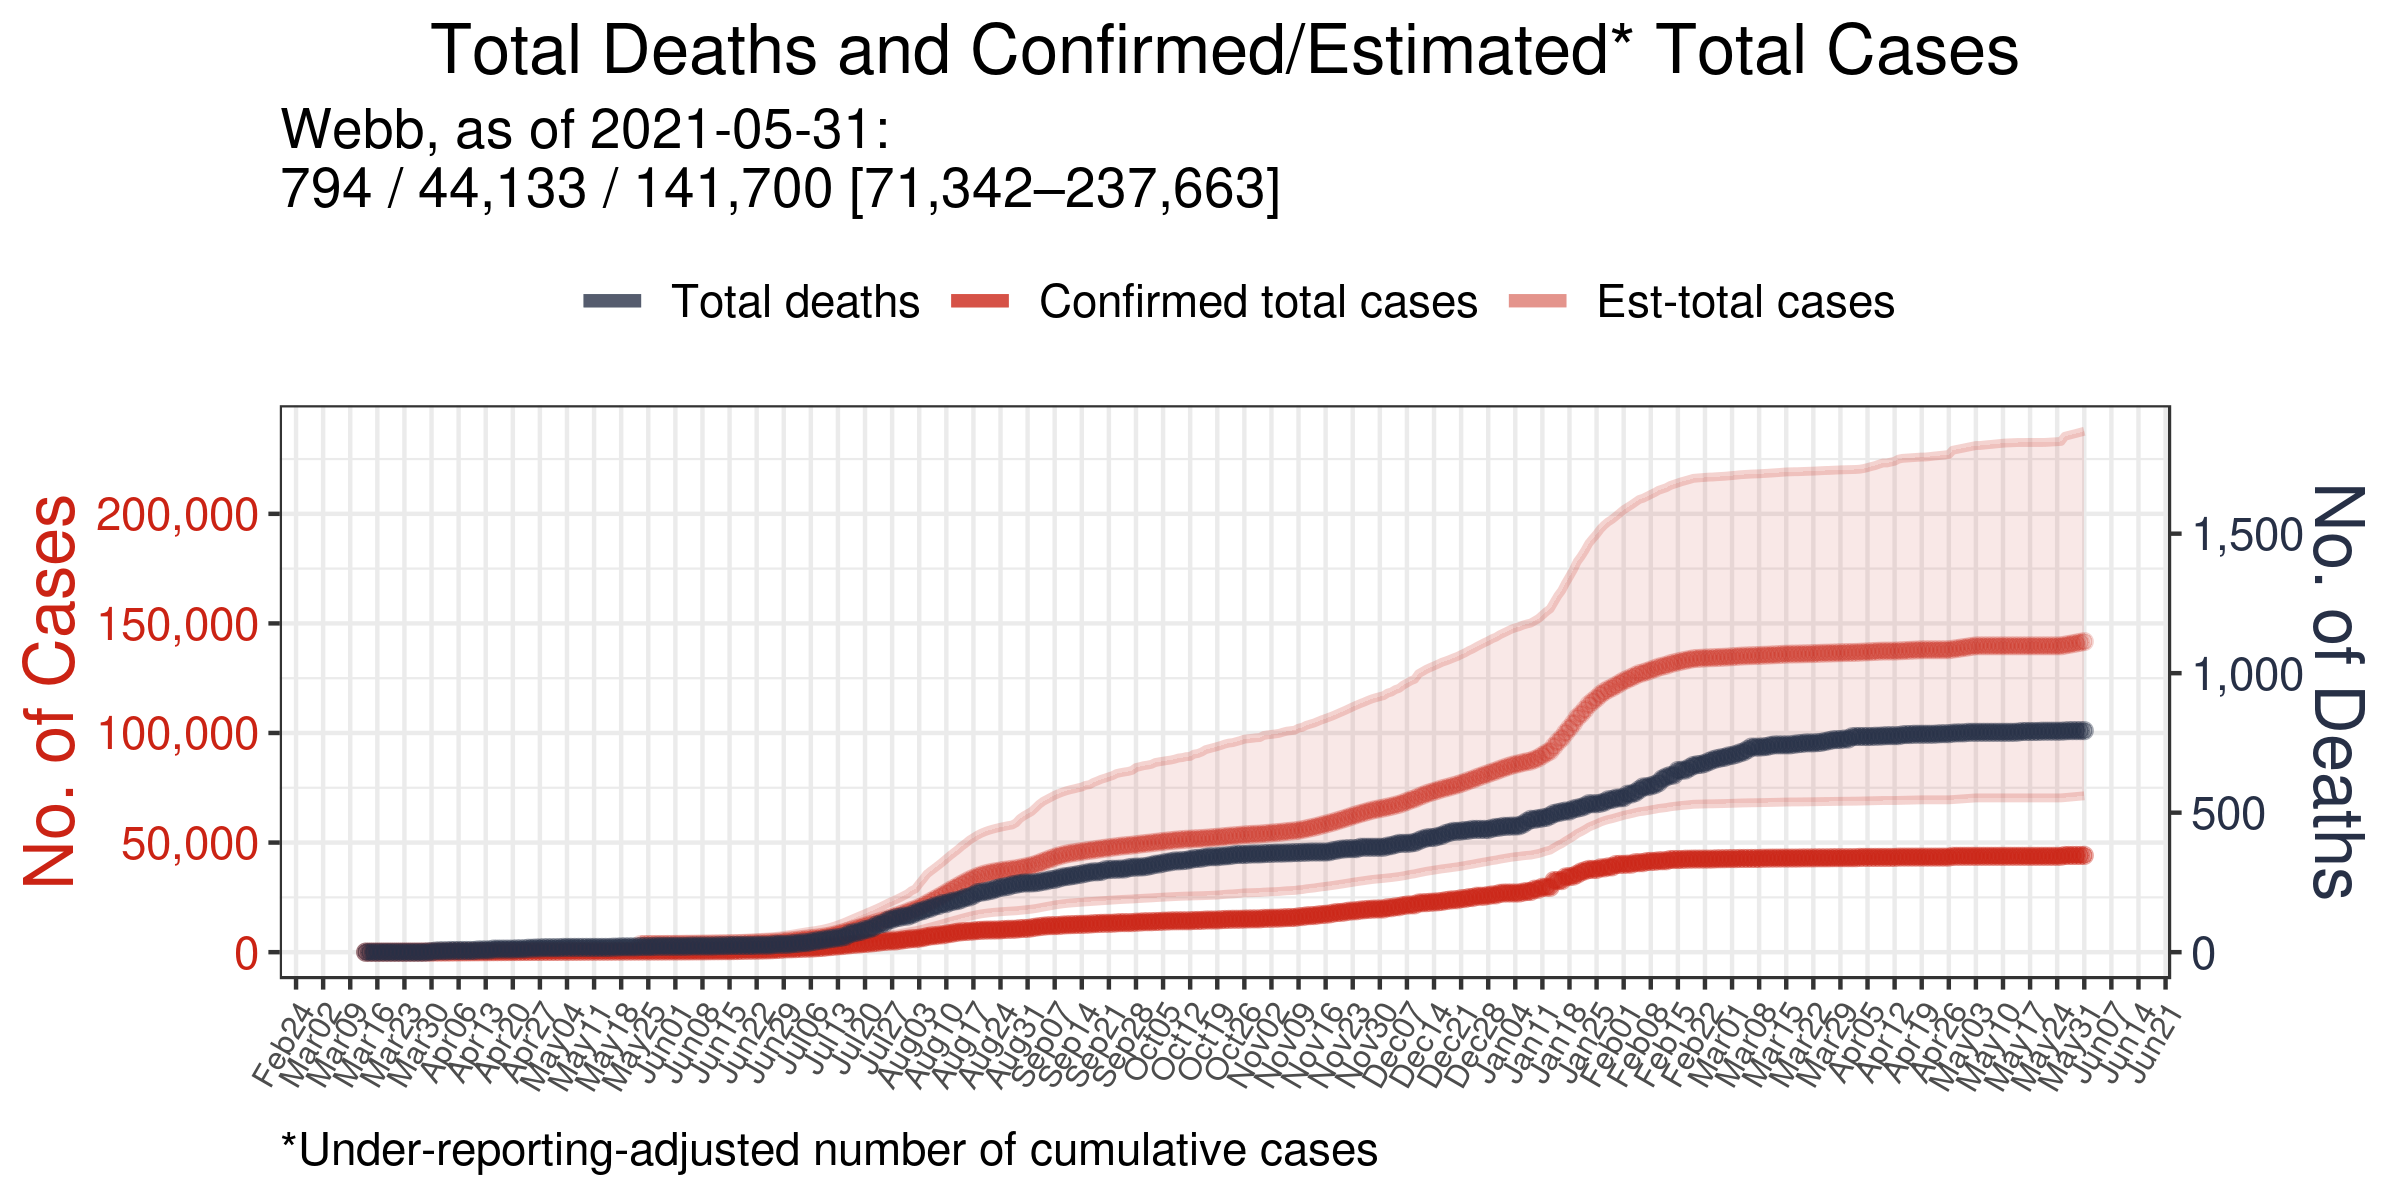 Total Deaths and Confirmed/Estimated* Total Cases
Webb, as of 2021-05-31:
794 / 44,133 / 141,700 [71,342–237,663]
Total deaths
Confirmed total cases
Est-total cases
No. of Cases
200,000
150,000
100,000
50,000
0
1,500
1,000
500
0
No. of Deaths
Feb24
Mar02
Mar09
Mar16
Mar23
Mar30
Apr06
Apr13
Apr20
Apr27
May04
May11
May18
May25
Jun01
Jun08
Jun15
Jun22
Jun29
Jul06
Jul13
Jul20
Jul27
Aug03
Aug10
Aug17
Aug24
Aug31
Sep07
Sep14
Sep21
Sep28
Oct05
Oct12
Oct19
Oct26
Nov02
Nov09
Nov16
Nov23
Nov30
Dec07
Dec14
Dec21
Dec28
Jan04
Jan11
Jan18
Jan25
Feb01
Feb08
Feb15
Feb22
Mar01
Mar08
Mar15
Mar22
Mar29
Apr05
Apr12
Apr19
Apr26
May03
May10
May17
May24
May31
Jun07
Jun14
Jun21
*Under-reporting-adjusted number of cumulative cases